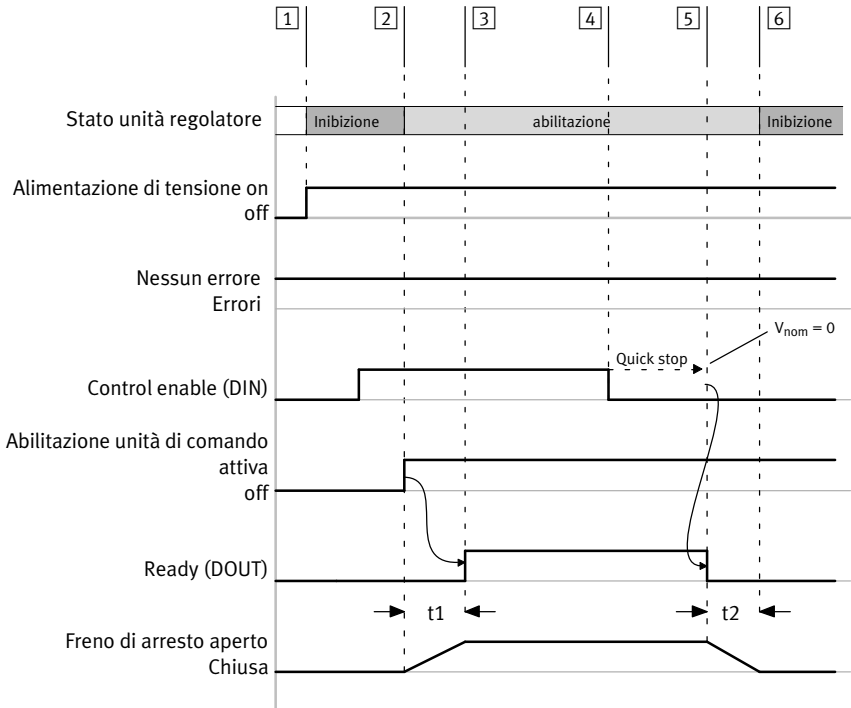 1 2 3 4 5 6
Stato unità regolatore
Inibizione abilitazione Inibizione
Alimentazione di tensione on
off
Nessun errore
Errori
V_nom = 0
Quick stop
Control enable (DIN)
Abilitazione unità di comando
attiva
off
Ready (DOUT)
t1 t2
Freno di arresto aperto
Chiusa